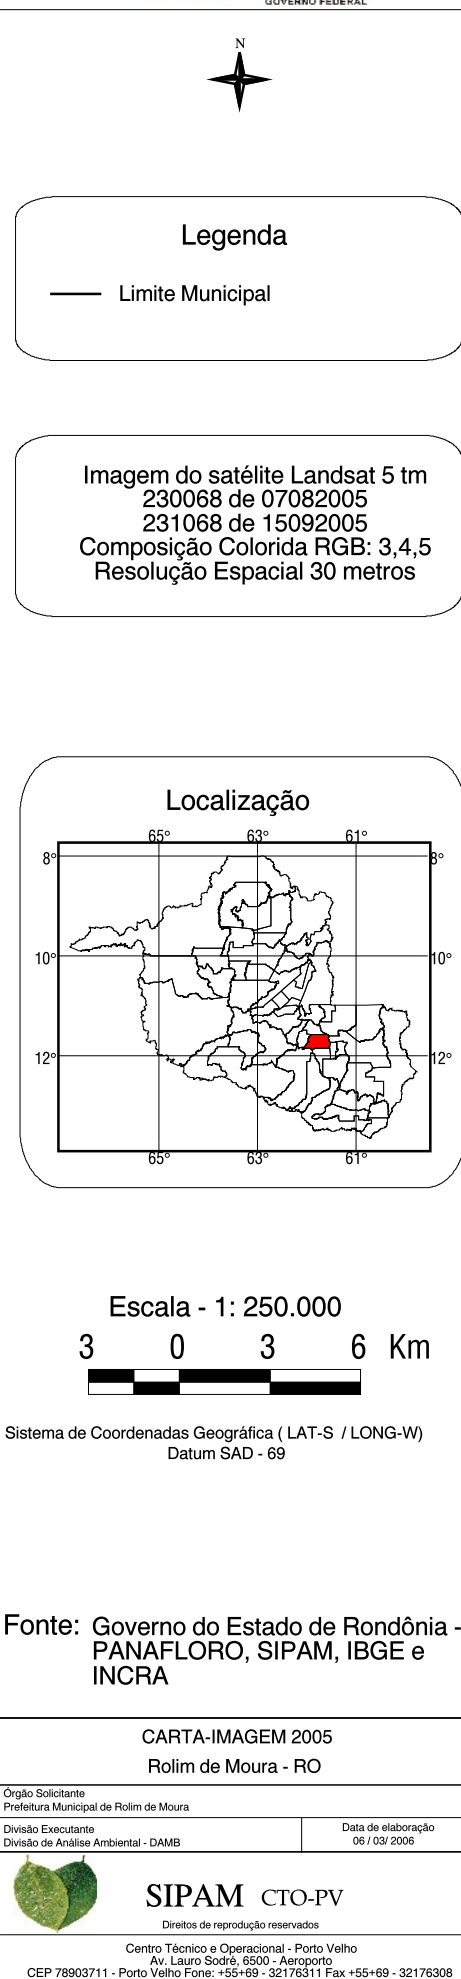 GOVERNO FEDERAL
N
Legenda
Limite Municipal
Imagem do satélite Landsat 5 tm
230068 de 07082005
231068 de 15092005
Composição Colorida RGB: 3,4,5
Resolução Espacial 30 metros
Localização
65° 63° 61°
8° 8°
10° 10°
12° 12°
65° 63° 61°
Escala - 1: 250.000
3 0 3 6 Km
Sistema de Coordenadas Geográfica ( LAT-S / LONG-W)
Datum SAD - 69
Fonte: Governo do Estado de Rondônia -
PANAFLORO, SIPAM, IBGE e
INCRA
CARTA-IMAGEM 2005
Rolim de Moura - RO
Órgão Solicitante
Prefeitura Municipal de Rolim de Moura
Divisão Executante
Divisão de Análise Ambiental - DAMB
Data de elaboração
06 / 03/ 2006
SIPAM CTO-PV
Direitos de reprodução reservados
Centro Técnico e Operacional - Porto Velho
Av. Lauro Sodré, 6500 - Aeroporto
CEP 78903711 - Porto Velho Fone: +55+69 - 32176311 Fax +55+69 - 32176308